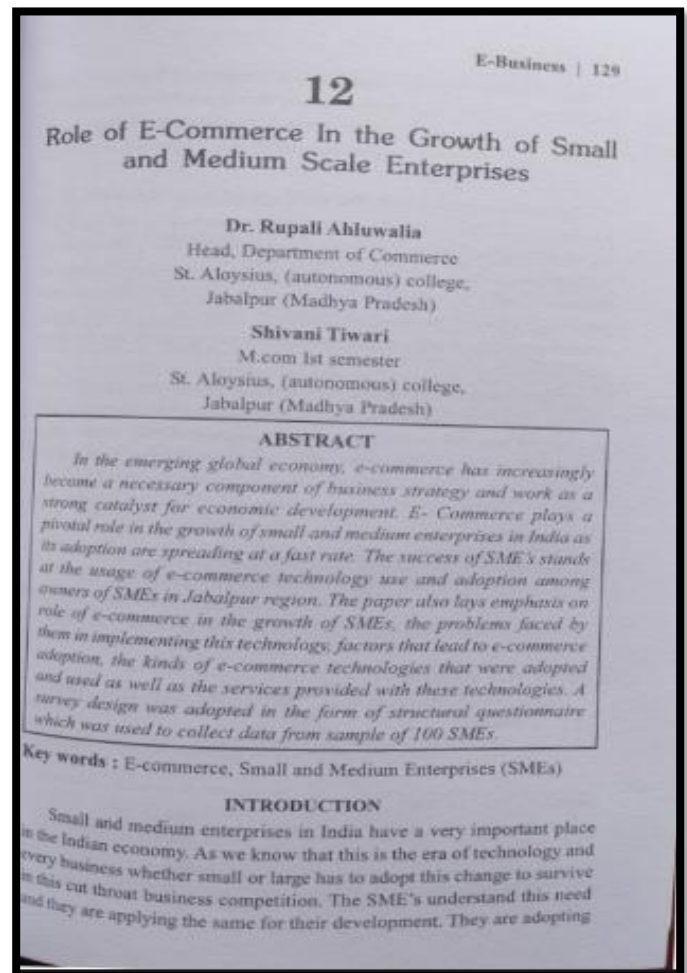 E-Business | 129
12
Role of E-Commerce In the Growth of Small
and Medium Scale Enterprises
Dr. Rupali Ahluwalia
Head, Department of Commerce
St. Aloysius, (autonomous) college,
Jabalpur (Madhya Pradesh)
Shivani Tiwari
M.com Ist semester
St. Aloysius, (autonomous) college,
Jabalpur (Madhya Pradesh)
ABSTRACT
In the emerging global economy, e-commerce has increasingly
become a necessary component of business strategy and work as a
strong catalyst for economic development. E- Commerce plays a
pivotal role in the growth of small and medium enterprises in India as
its adoption are spreading at a fast rate. The success of SME's stands
at the usage of e-commerce technology use and adoption among
owners of SMEs in Jabalpur region. The paper also lays emphasis on
role of e-commerce in the growth of SMEs, the problems faced by
them in implementing this technology, factors that lead to e-commerce
adoption, the kinds of e-commerce technologies that were adopted
and used as well as the services provided with these technologies. A
survey design was adopted in the form of structural questionnaire
which was used to collect data from sample of 100 SMEs.
Key words : E-commerce, Small and Medium Enterprises (SMEs)
INTRODUCTION
Small and medium enterprises in India have a very important place
in the Indian economy. As we know that this is the era of technology and
every business whether small or large has to adopt this change to survive
in this cut throat business competition. The SME's understand this need
and they are applying the same for their development. They are adopting